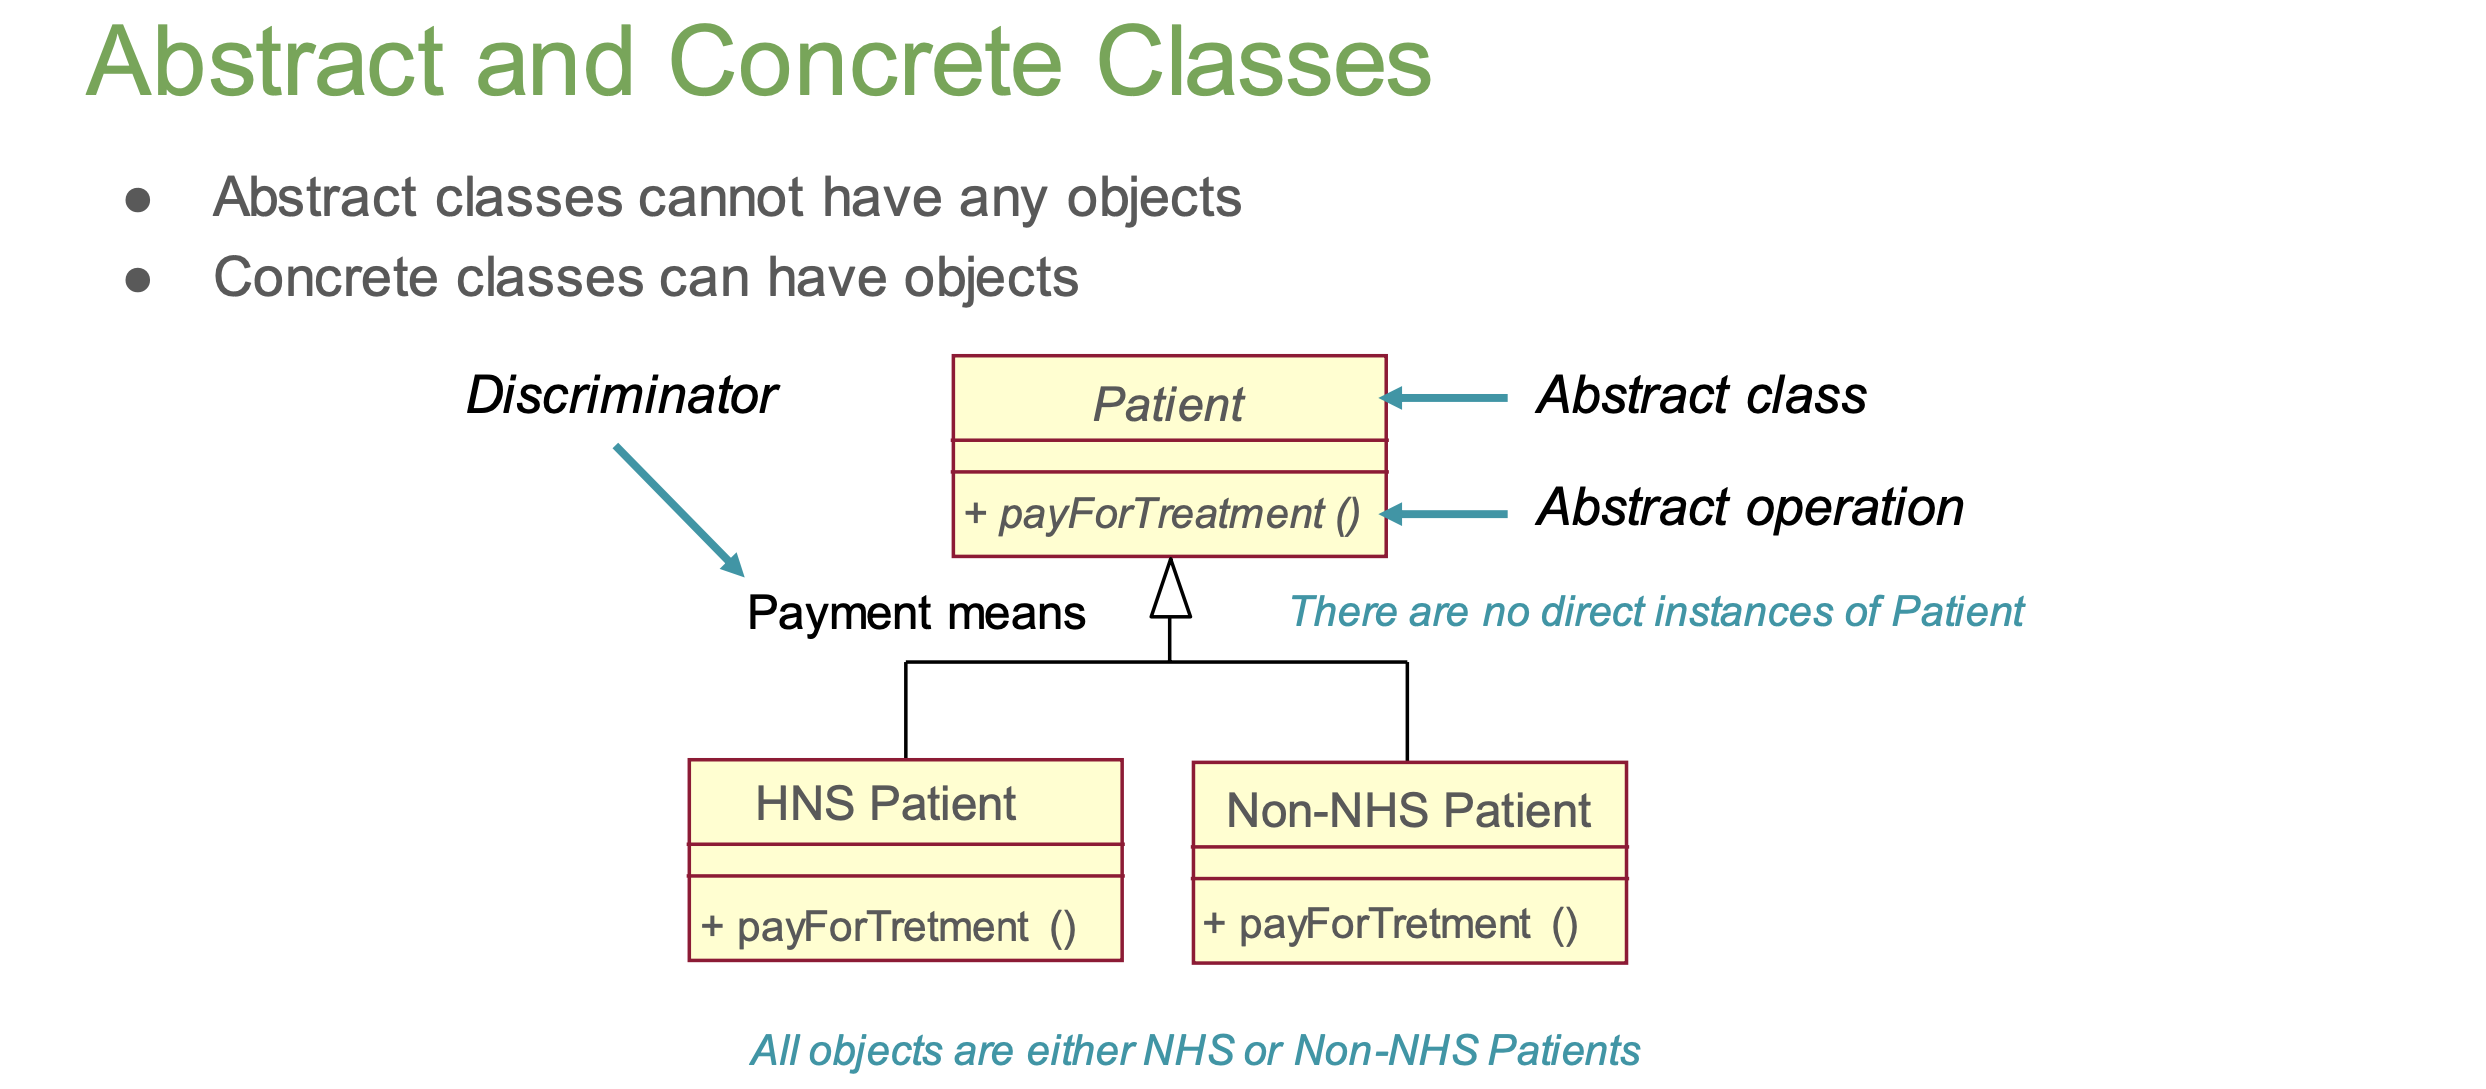 Abstract and Concrete Classes
● Abstract classes cannot have any objects
● Concrete classes can have objects
Discriminator
Patient
Abstract class
+ payForTreatment ()
Abstract operation
Payment means
There are no direct instances of Patient
HNS Patient
Non-NHS Patient
+ payForTretment ()
+ payForTretment ()
All objects are either NHS or Non-NHS Patients